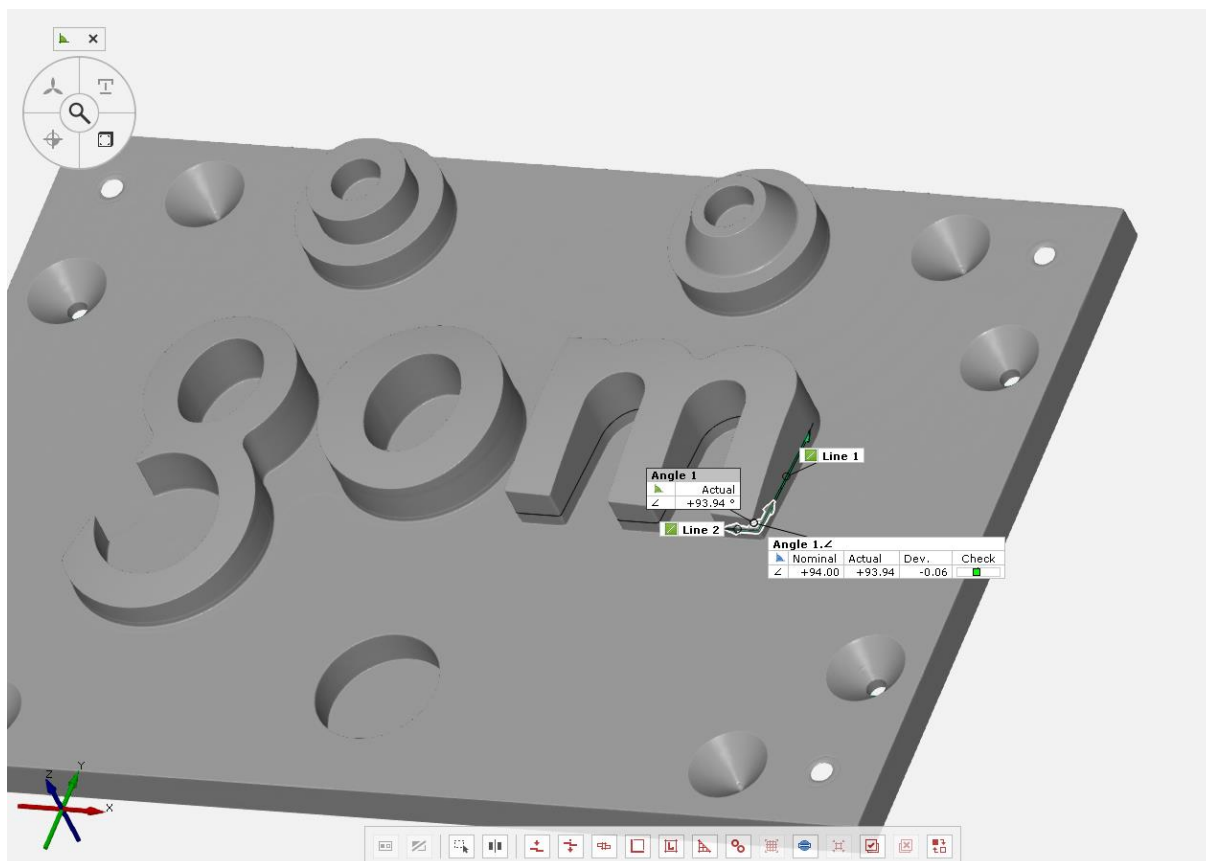 gom
Line 1
Angle 1
Actual
∠ +93.94 °
Line 2
Angle 1.∠
Nominal Actual Dev. Check
∠ +94.00 +93.94 -0.06
Z
Y
X